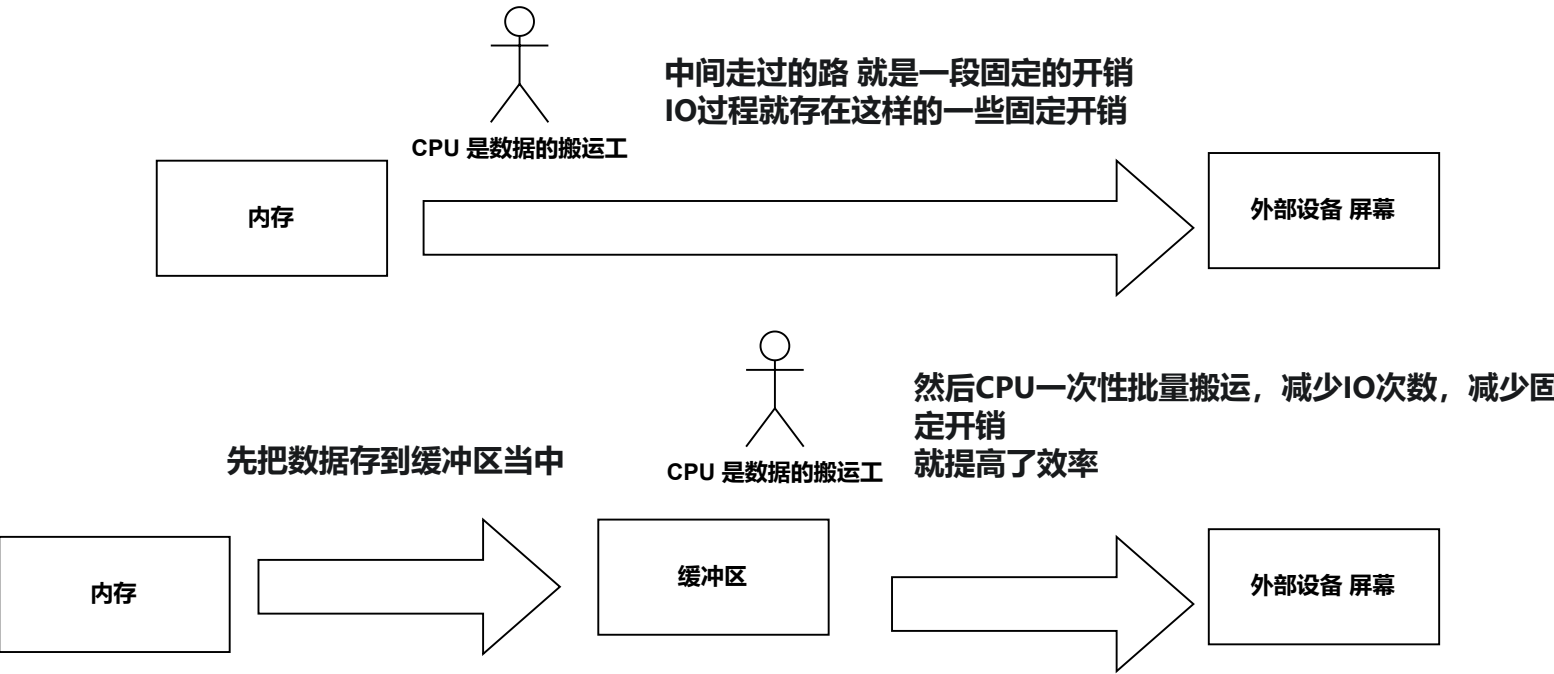 中间走过的路 就是一段固定的开销
IO过程就存在这样的一些固定开销
CPU 是数据的搬运工
内存
外部设备 屏幕
然后CPU一次性批量搬运，减少IO次数，减少固
定开销
就提高了效率
先把数据存到缓冲区当中
CPU 是数据的搬运工
内存
缓冲区
外部设备 屏幕